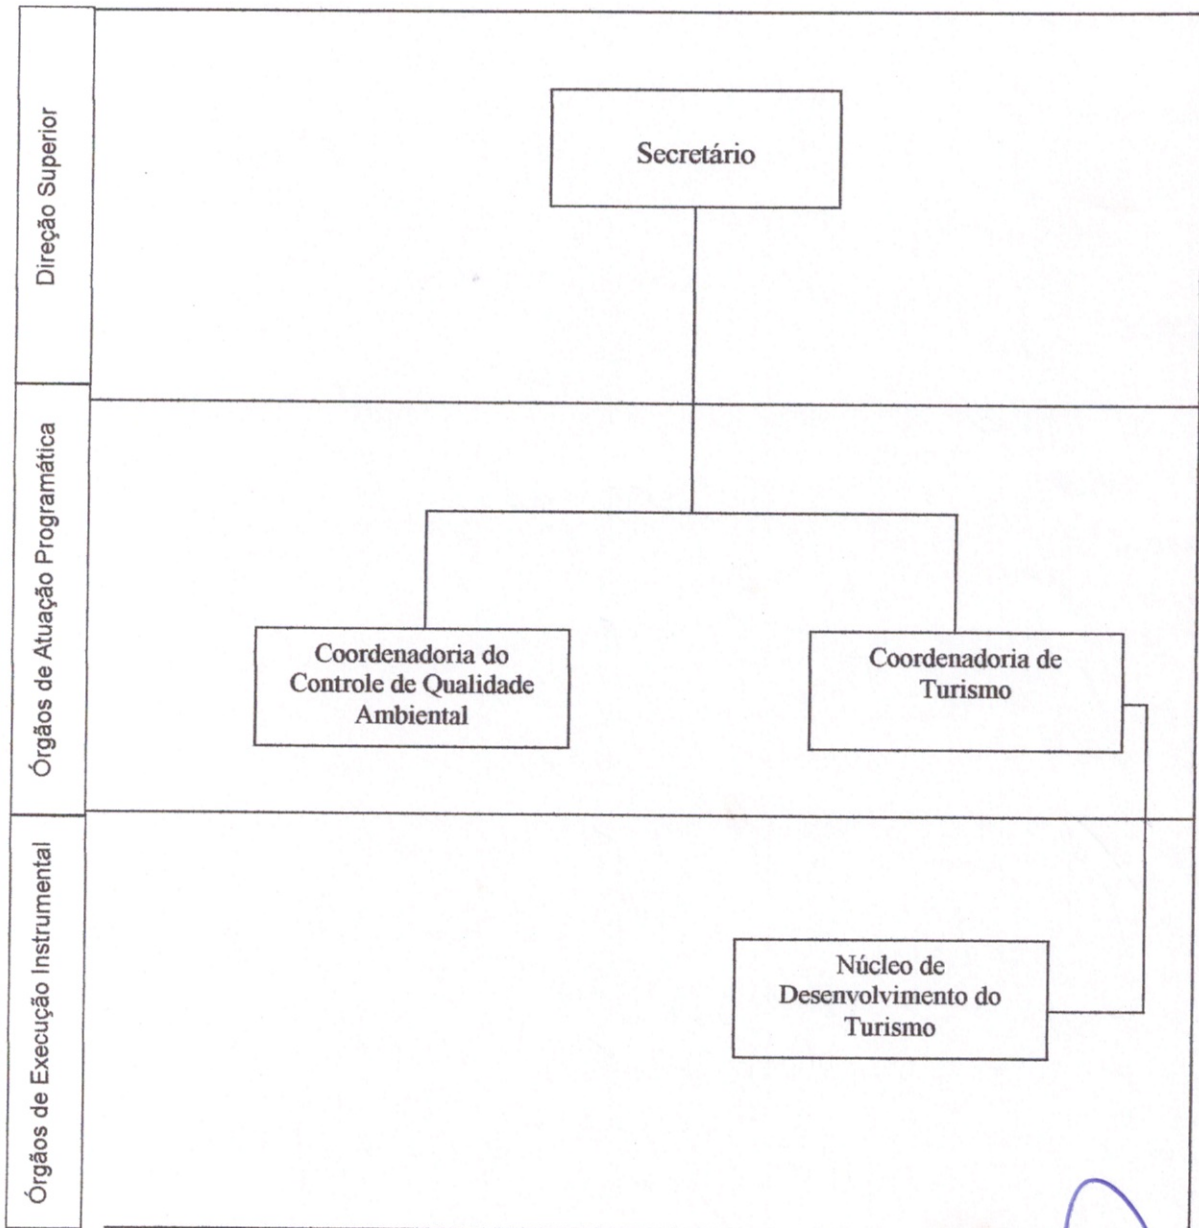 Direção Superior
Secretário
Órgãos de Atuação Programática
Coordenadoria do
Controle de Qualidade
Ambiental
Coordenadoria de
Turismo
Órgãos de Execução Instrumental
Núcleo de
Desenvolvimento do
Turismo